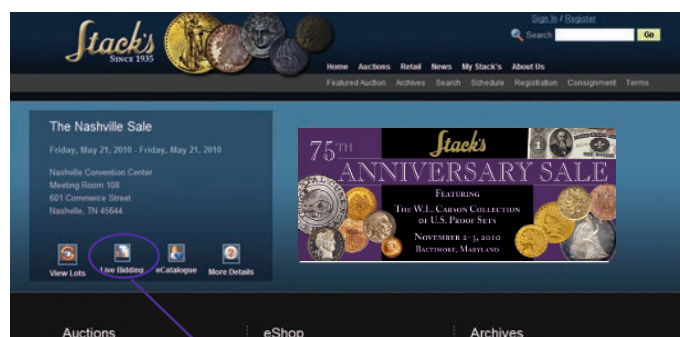 Sign In / Register
Stack's
SINCE 1935
Search
Go
Home Auctions Retail News My Stack's About Us
Featured Auction Archives Search Schedule Registration Consignment Terms
The Nashville Sale
Friday, May 21, 2010 - Friday, May 21, 2010
Nashville Convention Center
Meeting Room 108
601 Commerce Street
Nashville, TN 45644
View Lots Live Bidding eCatalogue More Details
75TH
Stack's
ANNIVERSARY SALE
FEATURING
THE W.L. CARSON COLLECTION
OF U.S. PROOF SETS
NOVEMBER 2-3, 2010
BALTIMORE, MARYLAND
Auctions eShop Archives